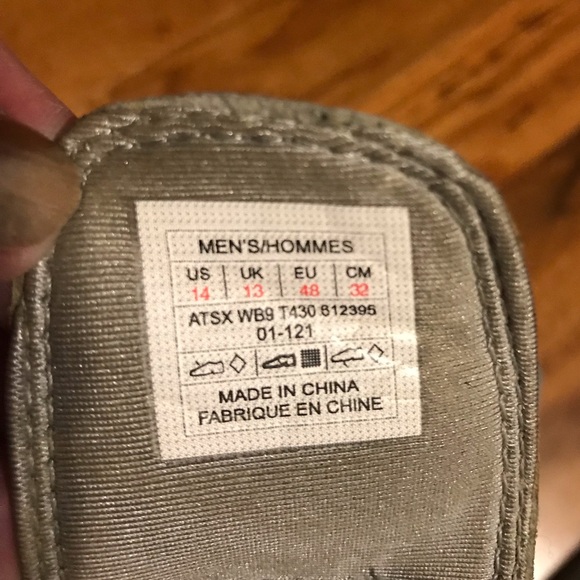 MEN'S/HOMMES
US UK EU CM
14 13 48 32
ATSX WB9 T430 812395
01-121
MADE IN CHINA
FABRIQUE EN CHINE